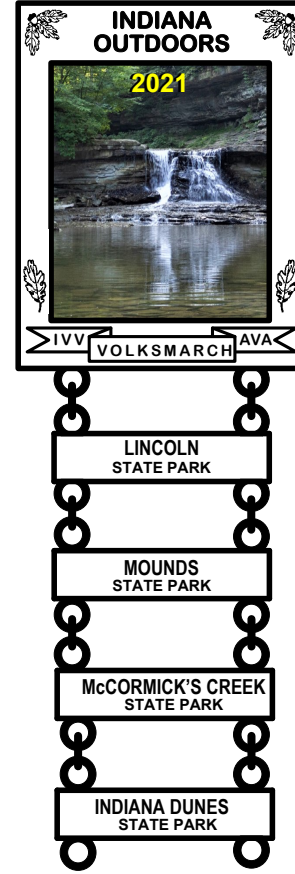 INDIANA
OUTDOORS
2021
IVV VOLKSMARCH AVA
LINCOLN
STATE PARK
MOUNDS
STATE PARK
McCORMICK'S CREEK
STATE PARK
INDIANA DUNES
STATE PARK